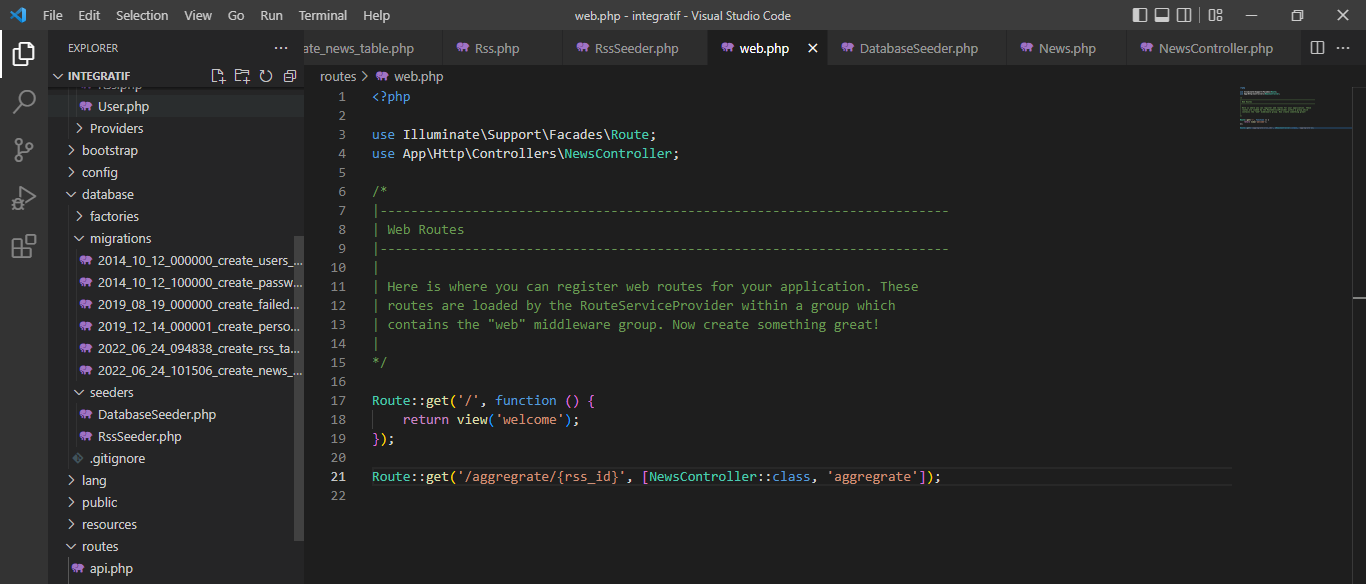 File Edit Selection View Go Run Terminal Help web.php - integratif - Visual Studio Code
EXPLORER
ate_news_table.php Rss.php RssSeeder.php web.php DatabaseSeeder.php News.php NewsController.php
INTEGRATIF
routes > web.php
User.php
Providers
bootstrap
config
database
factories
migrations
2014_10_12_000000_create_users_...
2014_10_12_100000_create_passw...
2019_08_19_000000_create_failed...
2019_12_14_000001_create_perso...
2022_06_24_094838_create_rss_ta...
2022_06_24_101506_create_news_...
seeders
DatabaseSeeder.php
RssSeeder.php
.gitignore
lang
public
resources
routes
api.php
1 <?php
2
3 use Illuminate\Support\Facades\Route;
4 use App\Http\Controllers\NewsController;
5
6 /*
7 |--------------------------------------------------------------------------
8 | Web Routes
9 |--------------------------------------------------------------------------
10 |
11 | Here is where you can register web routes for your application. These
12 | routes are loaded by the RouteServiceProvider within a group which
13 | contains the "web" middleware group. Now create something great!
14 |
15 */
16
17 Route::get('/', function () {
18     return view('welcome');
19 });
20
21 Route::get('/aggregrate/{rss_id}', [NewsController::class, 'aggregrate']);
22